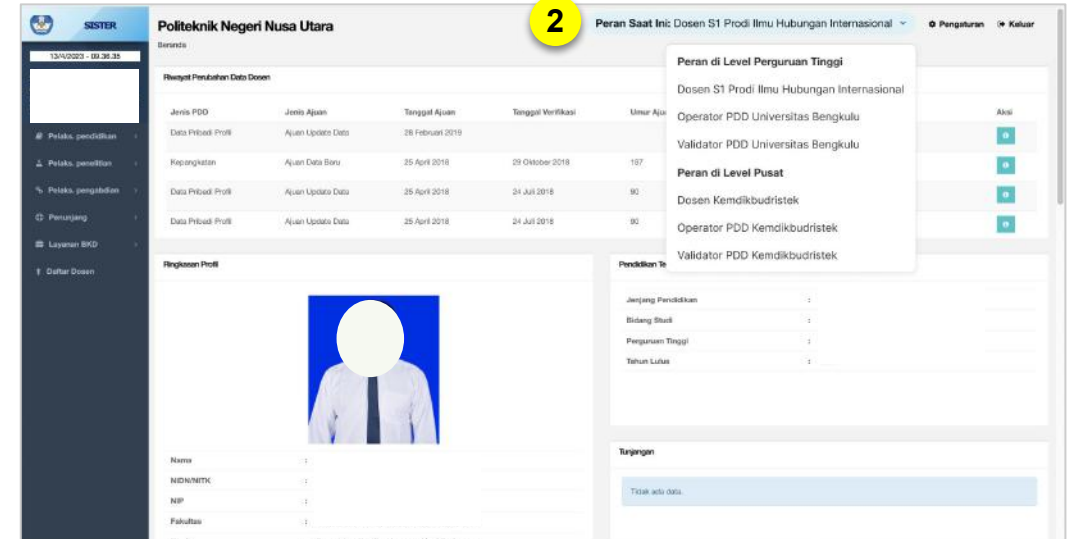 SISTER
13/4/2023 - 09.36.35
Pelaks. pendidikan
Pelaks. penelitian
Pelaks. pengabdian
Penunjang
Layanan BKD
Daftar Dosen
Politeknik Negeri Nusa Utara
Beranda
2
Peran Saat Ini: Dosen S1 Prodi Ilmu Hubungan Internasional
Pengaturan
Keluar
Peran di Level Perguruan Tinggi
Dosen S1 Prodi Ilmu Hubungan Internasional
Operator PDD Universitas Bengkulu
Validator PDD Universitas Bengkulu
Peran di Level Pusat
Dosen Kemdikbudristek
Operator PDD Kemdikbudristek
Validator PDD Kemdikbudristek
Riwayat Perubahan Data Dosen
Jenis PDD Jenis Ajuan Tanggal Ajuan Tanggal Verifikasi Umur Aju Aksi
Data Pribadi Profil Ajuan Update Data 28 Februari 2019
Kepangkatan Ajuan Data Baru 25 April 2018 29 Oktober 2018 187
Data Pribadi Profil Ajuan Update Data 25 April 2018 24 Juli 2018 90
Data Pribadi Profil Ajuan Update Data 25 April 2018 24 Juli 2018 90
Ringkasan Profil
Nama :
NIDN/NITK :
NIP :
Fakultas :
Pendidikan Te
Jenjang Pendidikan :
Bidang Studi :
Perguruan Tinggi :
Tahun Lulus :
Tunjangan
Tidak ada data.